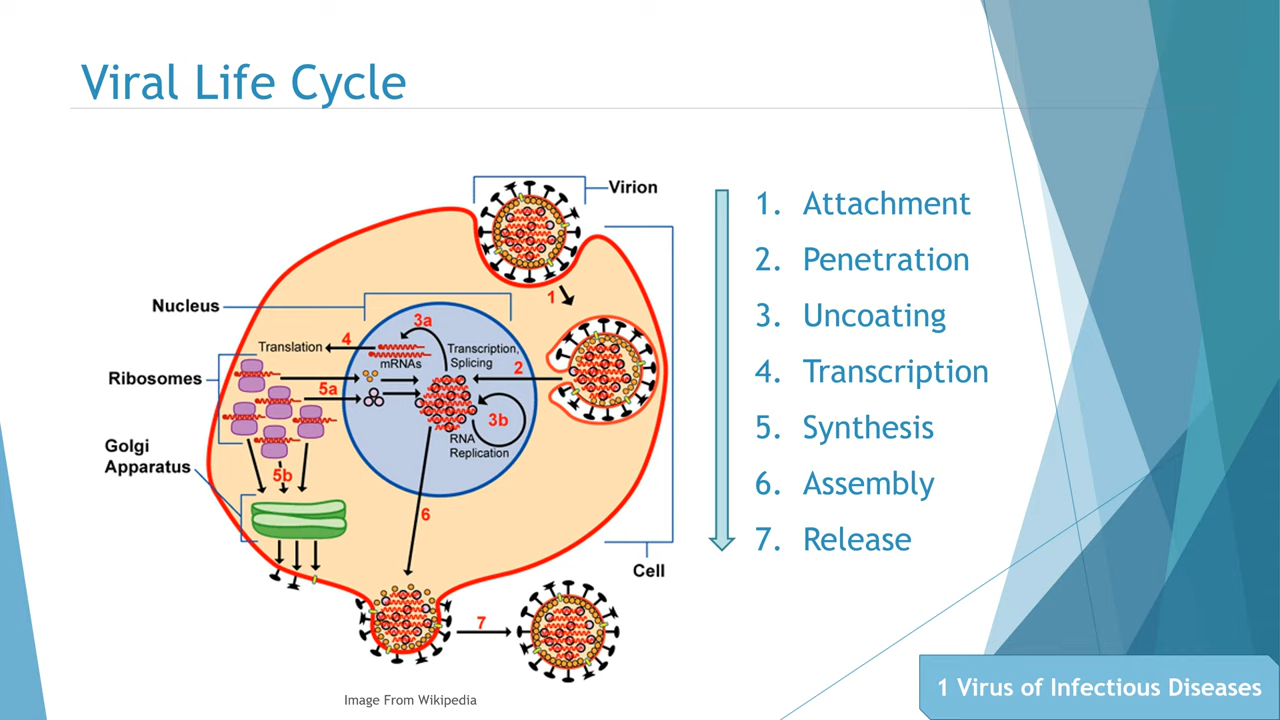 Viral Life Cycle
Virion
1
Nucleus
3a
4
Translation
mRNAs
Transcription,
Splicing
2
Ribosomes
5a
3b
RNA
Replication
Golgi
Apparatus
5b
6
Cell
7
Image From Wikipedia
1. Attachment
2. Penetration
3. Uncoating
4. Transcription
5. Synthesis
6. Assembly
7. Release
1 Virus of Infectious Diseases